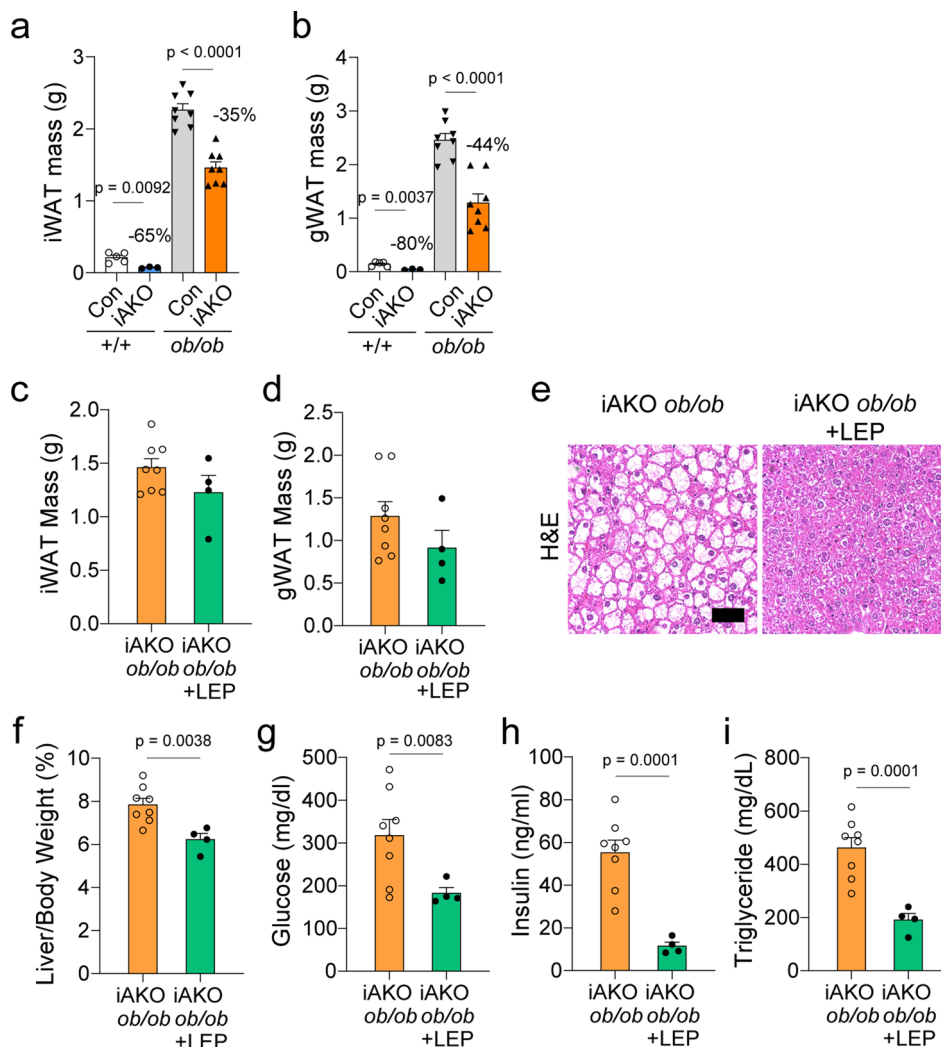 a
iWAT mass (g)
3
2
1
0
p < 0.0001
-35%
p = 0.0092
-65%
Con
iAKO
Con
iAKO
+/+
ob/ob
b
gWAT mass (g)
4
3
2
1
0
p <0.0001
-44%
p = 0.0037
-80%
Con
iAKO
Con
iAKO
+/+
ob/ob
c
iWAT Mass (g)
2.0
1.5
1.0
0.5
0.0
iAKO iAKO
ob/ob ob/ob
+LEP
d
gWAT Mass (g)
2.5
2.0
1.5
1.0
0.5
0.0
iAKO iAKO
ob/ob ob/ob
+LEP
e
iAKO ob/ob
iAKO ob/ob
+LEP
H&E
f
Liver/Body Weight (%)
10
8
6
4
2
0
p = 0.0038
iAKO iAKO
ob/ob ob/ob
+LEP
g
Glucose (mg/dl)
500
400
300
200
100
0
p = 0.0083
iAKO iAKO
ob/ob ob/ob
+LEP
h
Insulin (ng/ml)
100
80
60
40
20
0
p = 0.0001
iAKO iAKO
ob/ob ob/ob
+LEP
i
Triglyceride (mg/dL)
800
600
400
200
0
p = 0.0001
iAKO iAKO
ob/ob ob/ob
+LEP